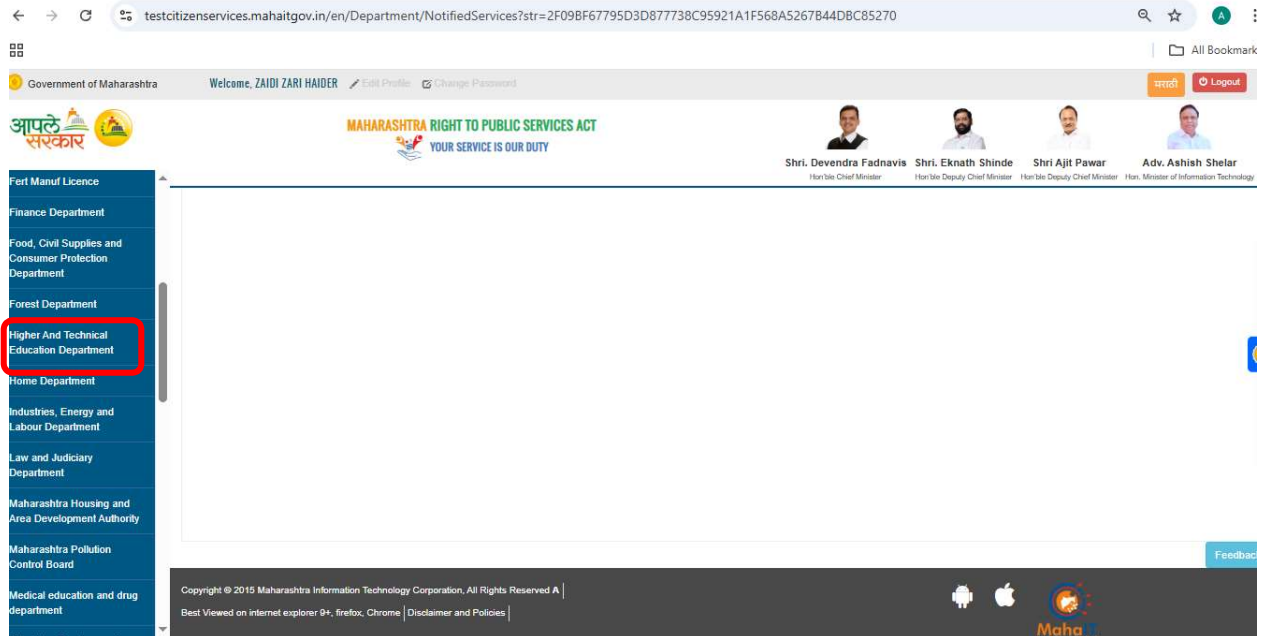 testcitizenservices.mahaitgov.in/en/Department/NotifiedServices?str=2F09BF67795D3D877738C95921A1F568A5267B44DBC85270
A
All Bookmark
Government of Maharashtra
Welcome, ZAIDI ZARI HAIDER
Edit Profile
Change Password
मराठी
Logout
आपले
सरकार
MAHARASHTRA RIGHT TO PUBLIC SERVICES ACT
YOUR SERVICE IS OUR DUTY
Shri. Devendra Fadnavis
Hon'ble Chief Minister
Shri. Eknath Shinde
Hon'ble Deputy Chief Minister
Shri Ajit Pawar
Hon'ble Deputy Chief Minister
Adv. Ashish Shelar
Hon. Minister of Information Technology
Fert Manuf Licence
Finance Department
Food, Civil Supplies and
Consumer Protection
Department
Forest Department
Higher And Technical
Education Department
Home Department
Industries, Energy and
Labour Department
Law and Judiciary
Department
Maharashtra Housing and
Area Development Authority
Maharashtra Pollution
Control Board
Medical education and drug
department
Feedbac
Copyright © 2015 Maharashtra Information Technology Corporation, All Rights Reserved A
Best Viewed on internet explorer 9+, firefox, Chrome
Disclaimer and Policies
MahaIT